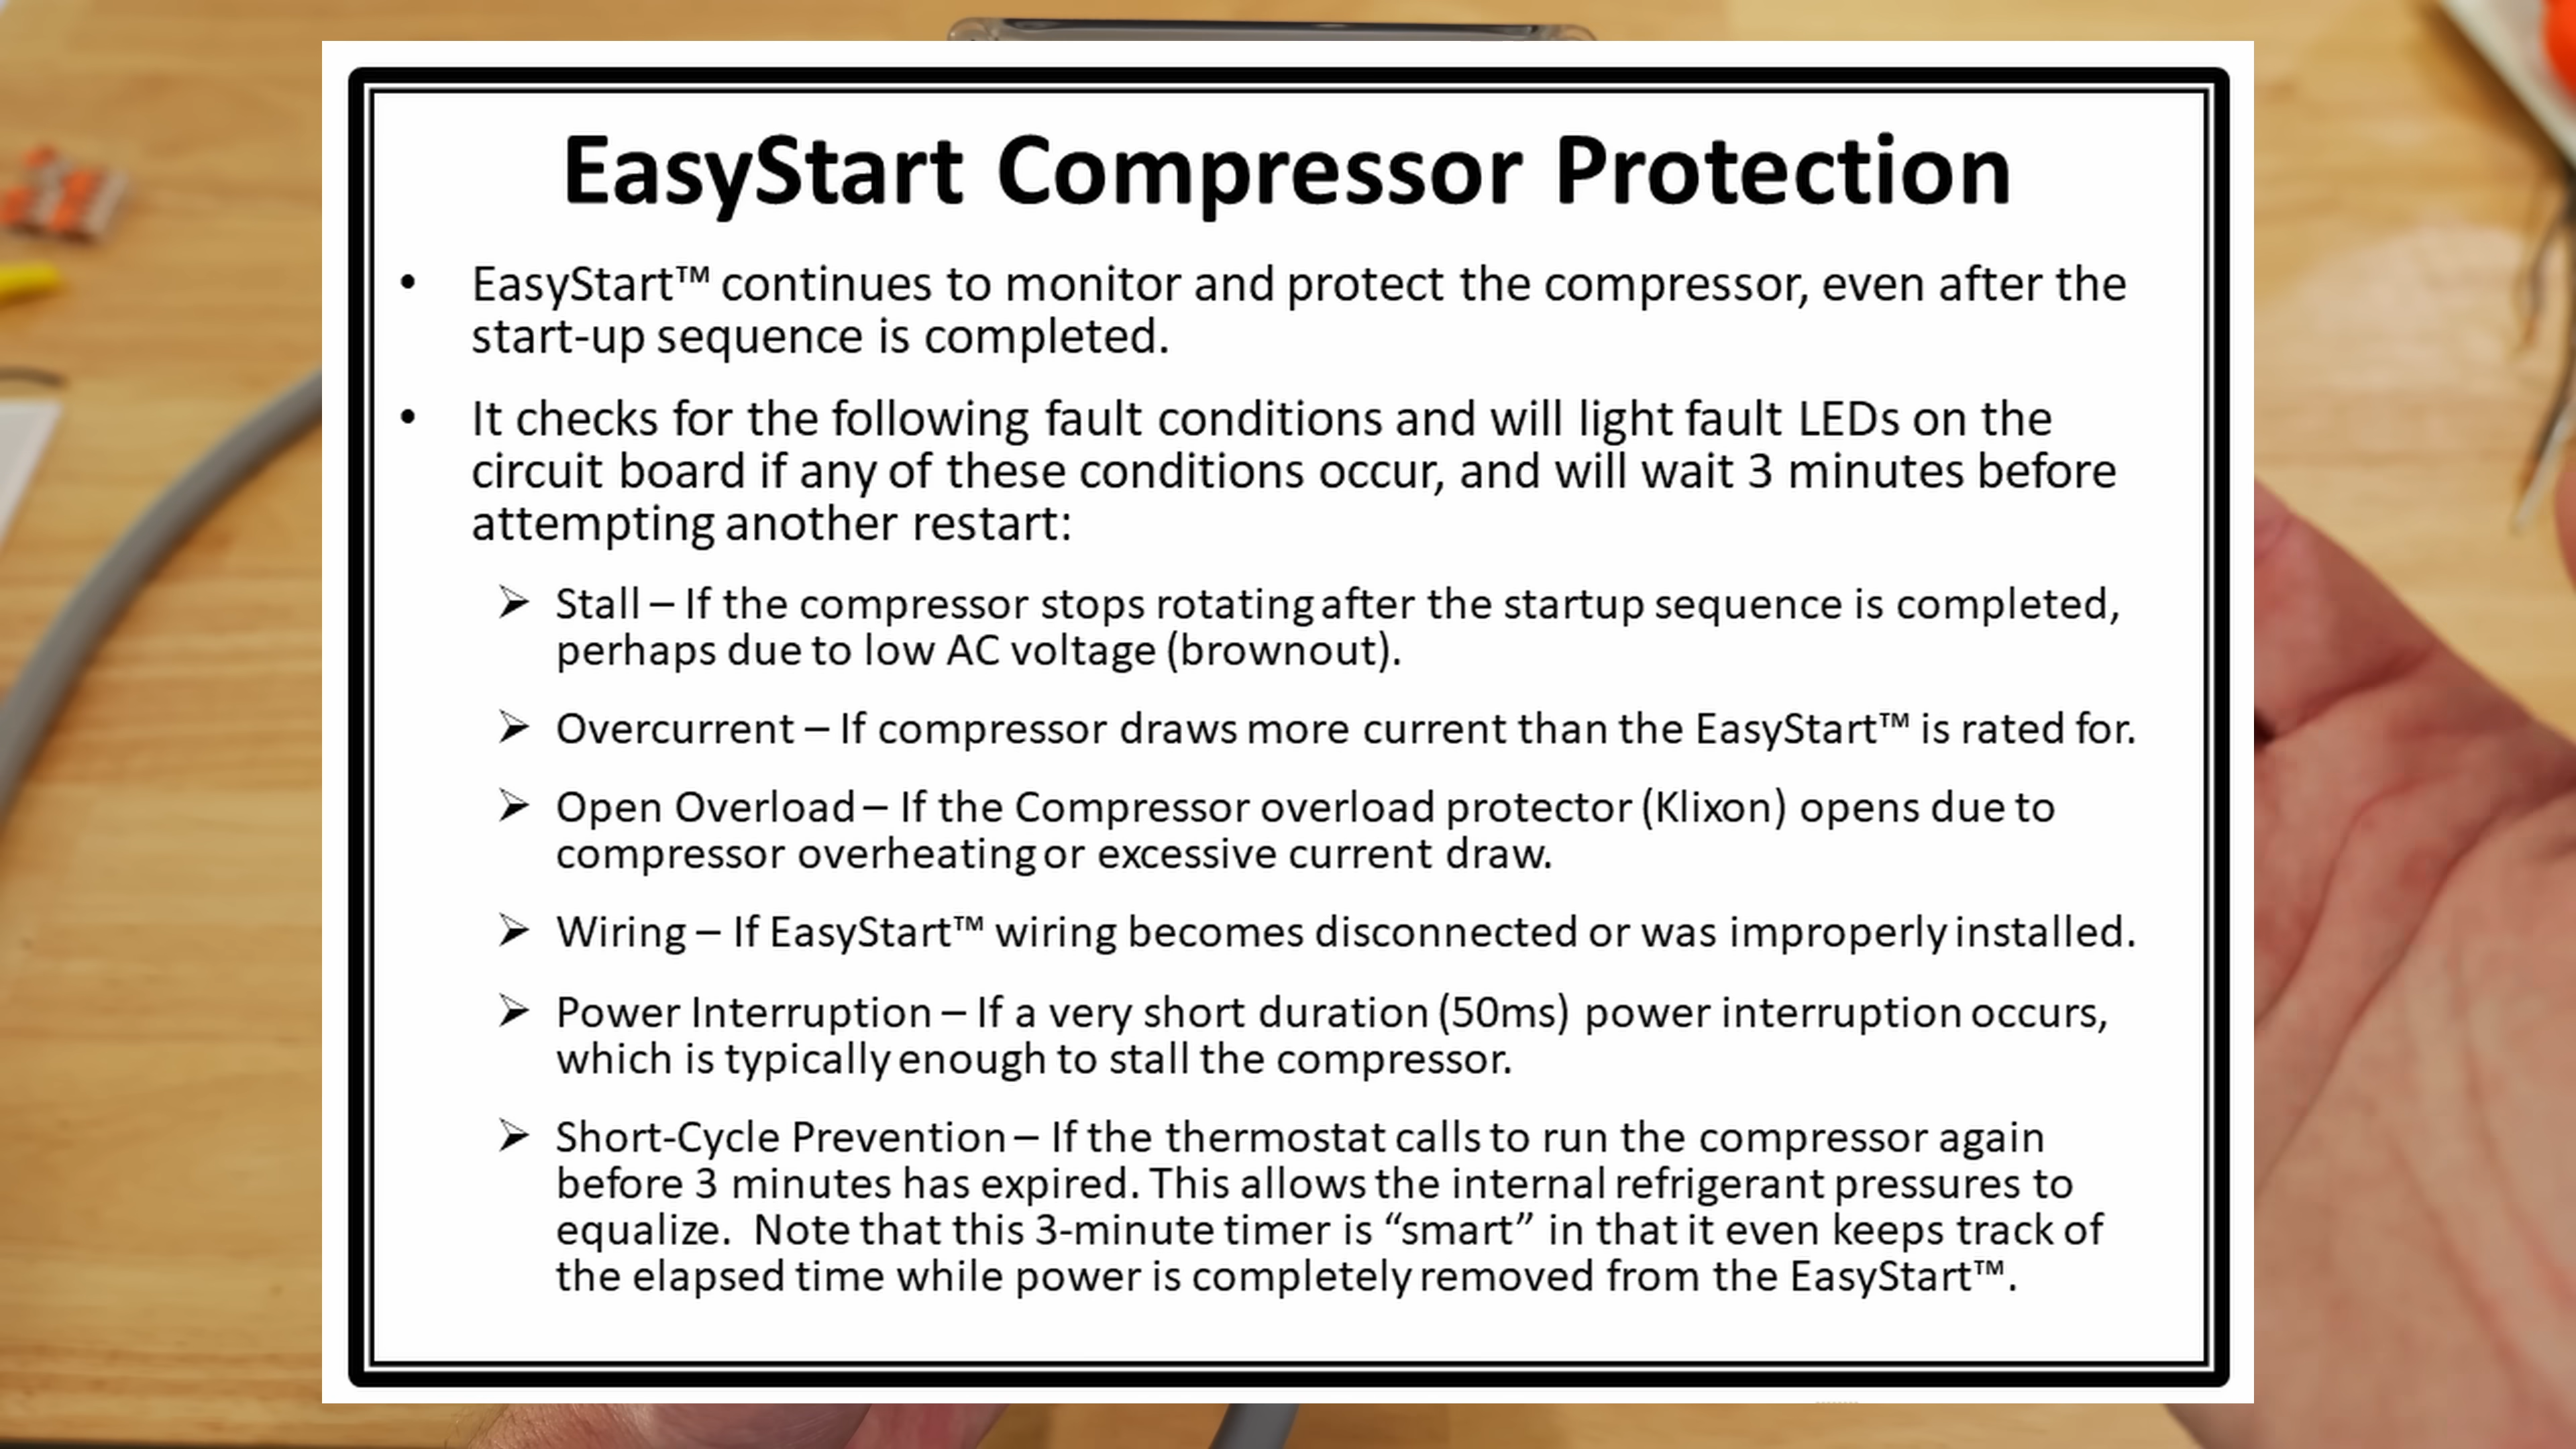 EasyStart Compressor Protection
• EasyStart™ continues to monitor and protect the compressor, even after the
start-up sequence is completed.
• It checks for the following fault conditions and will light fault LEDs on the
circuit board if any of these conditions occur, and will wait 3 minutes before
attempting another restart:
➢ Stall – If the compressor stops rotating after the startup sequence is completed,
perhaps due to low AC voltage (brownout).
➢ Overcurrent – If compressor draws more current than the EasyStart™ is rated for.
➢ Open Overload – If the Compressor overload protector (Klixon) opens due to
compressor overheating or excessive current draw.
➢ Wiring – If EasyStart™ wiring becomes disconnected or was improperly installed.
➢ Power Interruption – If a very short duration (50ms) power interruption occurs,
which is typically enough to stall the compressor.
➢ Short-Cycle Prevention – If the thermostat calls to run the compressor again
before 3 minutes has expired. This allows the internal refrigerant pressures to
equalize.  Note that this 3-minute timer is “smart” in that it even keeps track of
the elapsed time while power is completely removed from the EasyStart™.